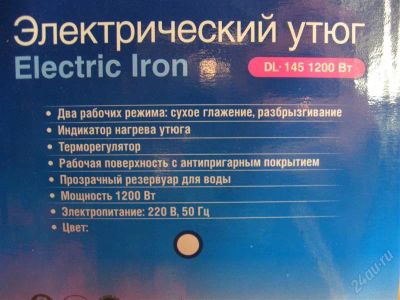 Электрический утюг
Electric Iron
DL-145 1200 Вт
• Два рабочих режима: сухое глажение, разбрызгивание
• Индикатор нагрева утюга
• Терморегулятор
• Рабочая поверхность с антипригарным покрытием
• Прозрачный резервуар для воды
• Мощность 1200 Вт
• Электропитание: 220 В, 50 Гц
• Цвет:
24au.ru